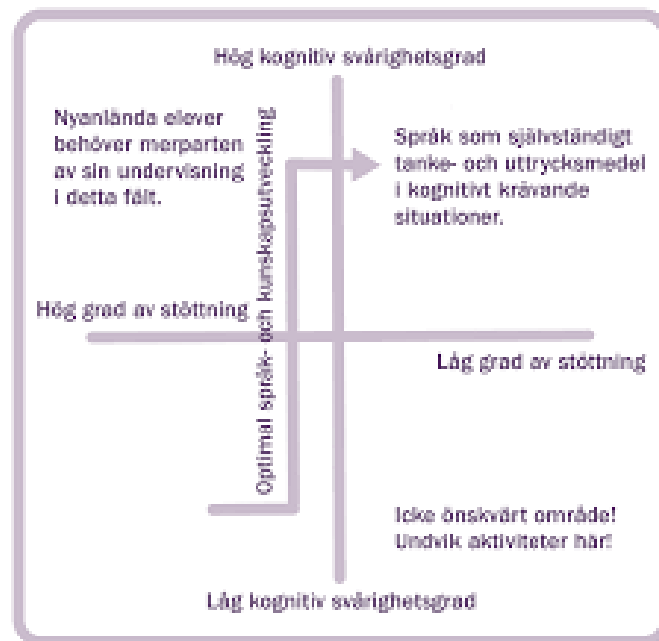 Hög kognitiv svårighetsgrad
Nyanlända elever
behöver merparten
av sin undervisning
i detta fält.
Optimal språk- och kunskapsutveckling
Språk som självständigt
tanke- och uttrycksmedel
i kognitivt krävande
situationer.
Hög grad av stöttning
Låg grad av stöttning
Icke önskvärt område!
Undvik aktiviteter här!
Låg kognitiv svårighetsgrad